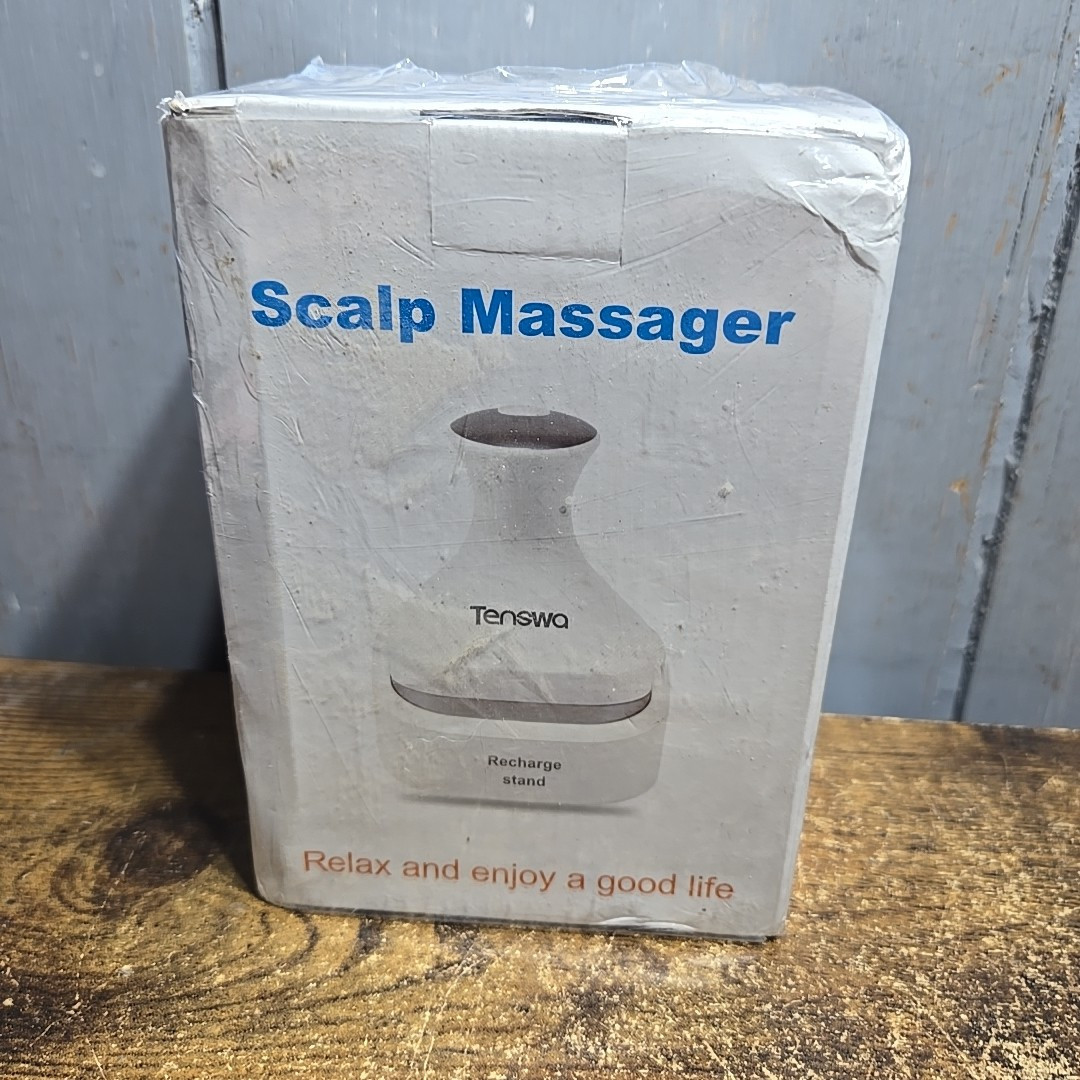 Scalp Massager
Tenswa
Recharge
stand
Relax and enjoy a good life